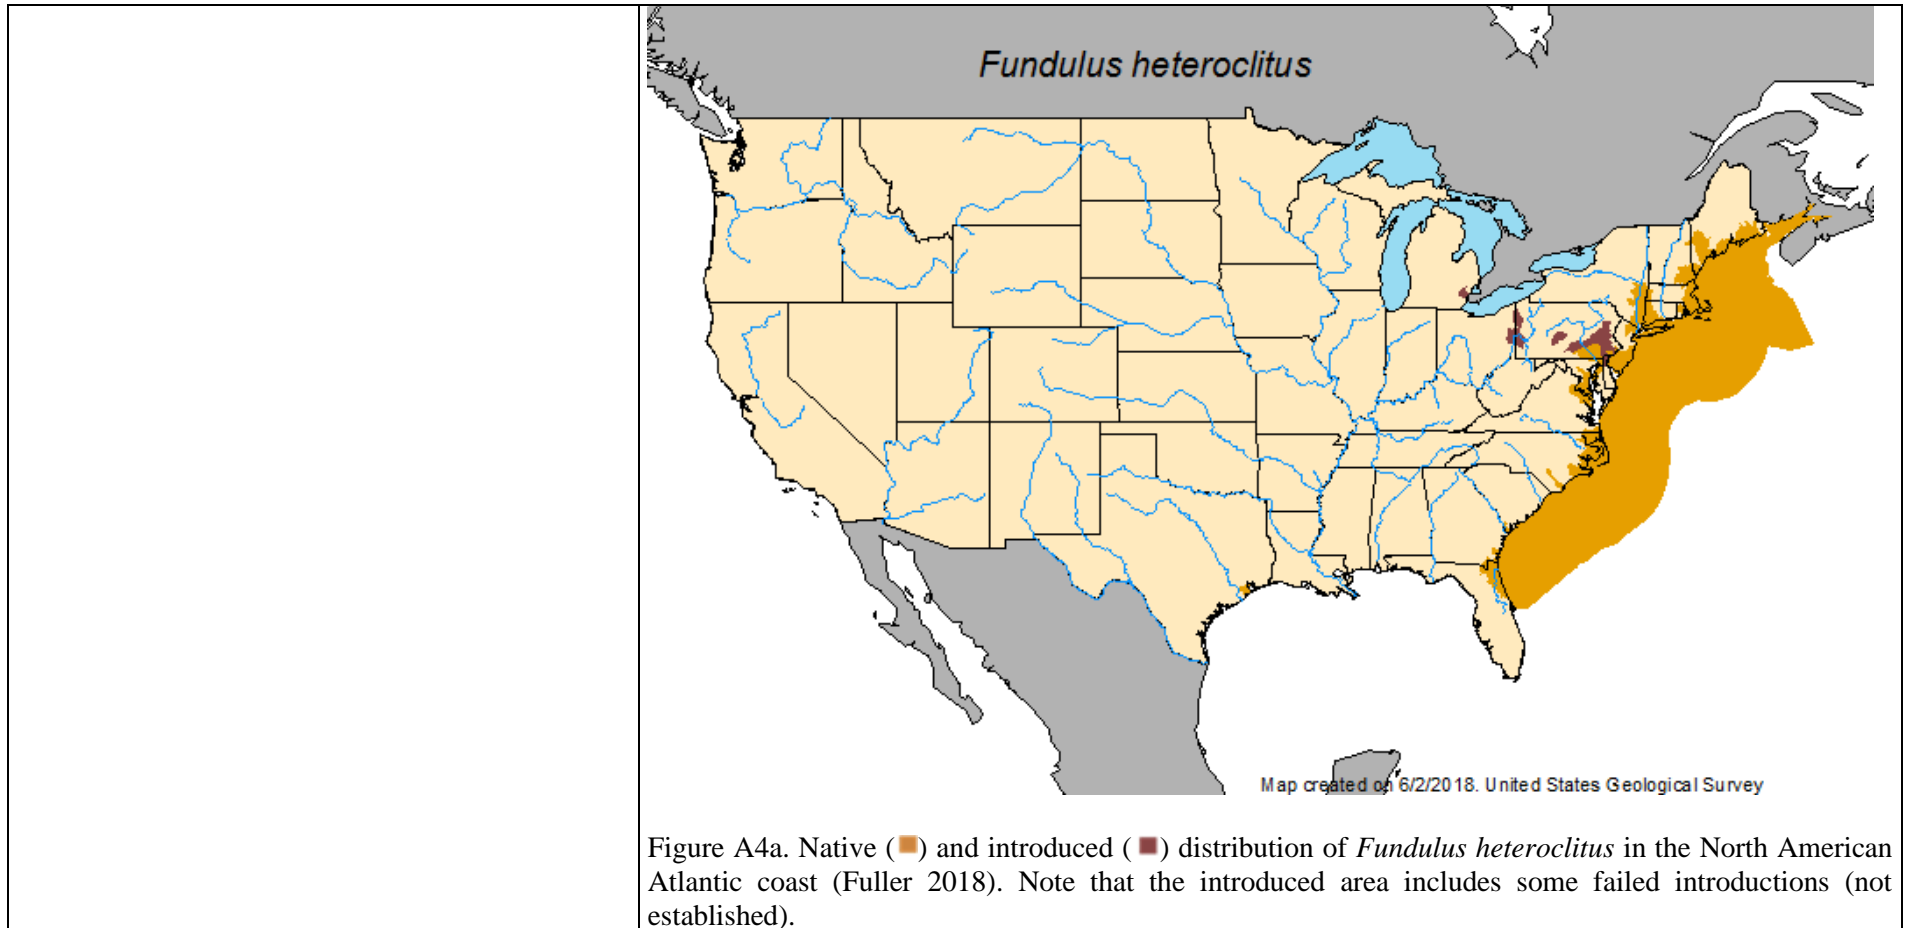 Fundulus heteroclitus
Map created on 6/2/2018. United States Geological Survey
Figure A4a. Native (■) and introduced (■) distribution of Fundulus heteroclitus in the North American
Atlantic coast (Fuller 2018). Note that the introduced area includes some failed introductions (not
established).